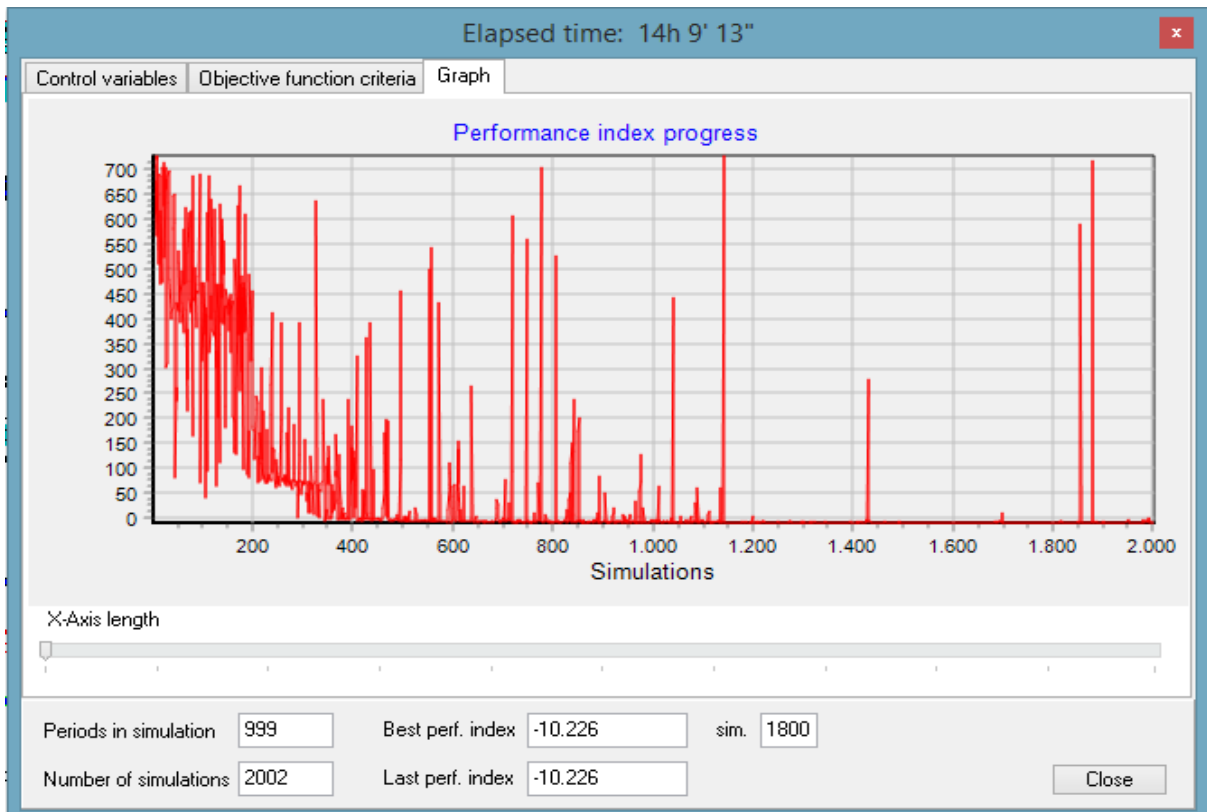 Elapsed time: 14h 9' 13"
x
Control variables Objective function criteria Graph
Performance index progress
700
650
600
550
500
450
400
350
300
250
200
150
100
50
0
200 400 600 800 1.000 1.200 1.400 1.600 1.800 2.000
Simulations
X-Axis length
Periods in simulation 999 Best perf. index -10.226 sim. 1800
Number of simulations 2002 Last perf. index -10.226 Close